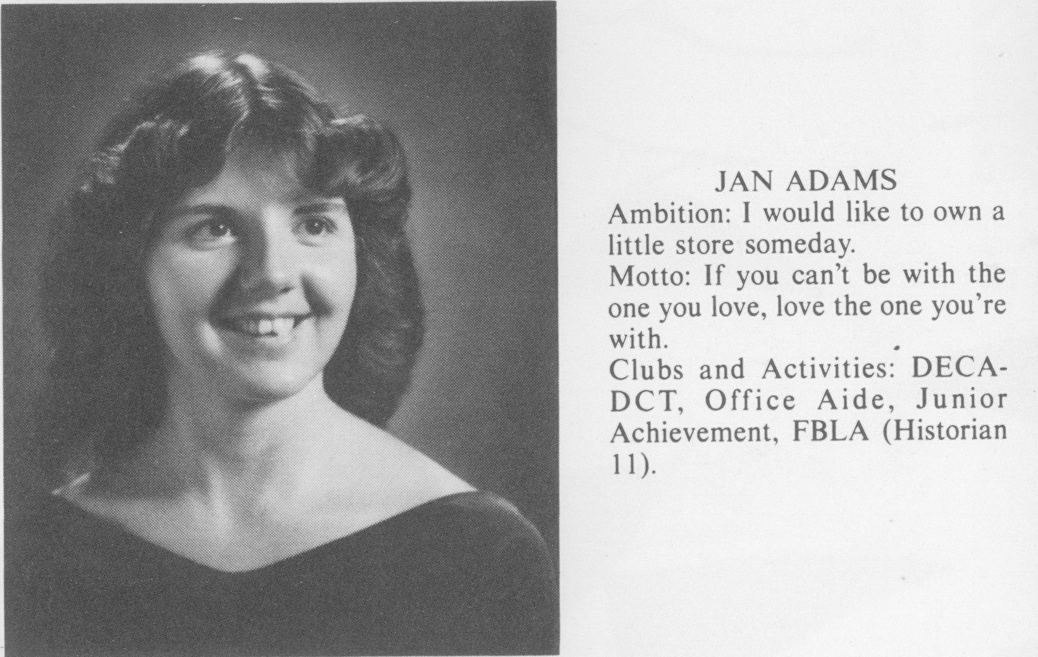 JAN ADAMS
Ambition: I would like to own a
little store someday.
Motto: If you can't be with the
one you love, love the one you're
with.
Clubs and Activities: DECA-
DCT, Office Aide, Junior
Achievement, FBLA (Historian
11).